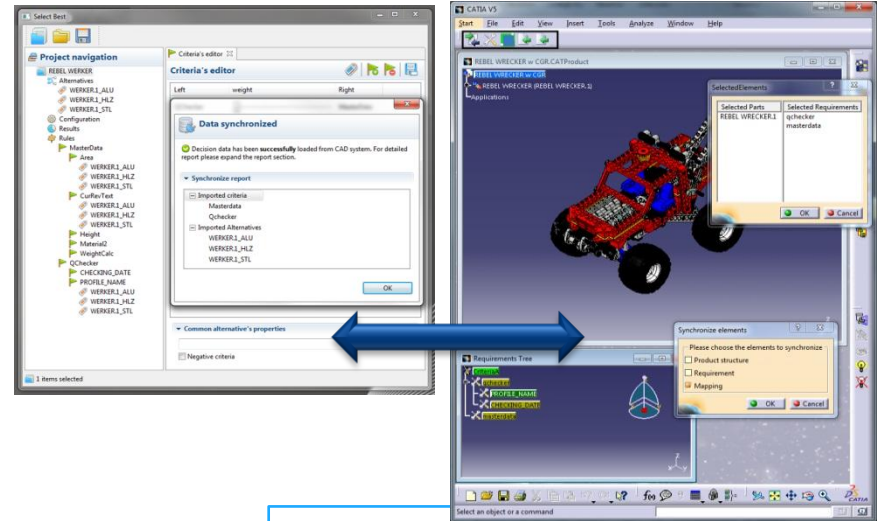 Select Best
Project navigation
REBEL WERKER
Alternatives
WERKER.1_ALU
WERKER.1_HLZ
WERKER.1_STL
Configuration
Results
Rules
MasterData
Area
WERKER.1_ALU
WERKER.1_HLZ
WERKER.1_STL
CurRevText
WERKER.1_ALU
WERKER.1_HLZ
WERKER.1_STL
Height
Material2
WeightCalc
QChecker
CHECKING_DATE
PROFILE_NAME
WERKER.1_ALU
WERKER.1_HLZ
WERKER.1_STL
1 items selected
Criteria's editor
Criteria's editor
Left weight Right
Data synchronized
Decision data has been successfully loaded from CAD system. For detailed
report please expand the report section.
Synchronize report
Imported criteria
Masterdata
Qchecker
Imported Alternatives
WERKER.1_ALU
WERKER.1_HLZ
WERKER.1_STL
OK
Common alternative's properties
Negative criteria
CATIA V5
Start File Edit View Insert Tools Analyze Window Help
REBEL WRECKER w CGR.CATProduct
REBEL WRECKER w CGR
REBEL WRECKER (REBEL WRECKER.1)
Applications
SelectedElements
Selected Parts Selected Requirements
REBEL WRECKER.1 qchecker
masterdata
OK Cancel
Synchronize elements
Please choose the elements to synchronize
Product structure
Requirement
Mapping
OK Cancel
Requirements Tree
CriteriaA
qchecker
PROFILE_NAME
CHECKING_DATE
masterdata
z
CATIA
Select an object or a command